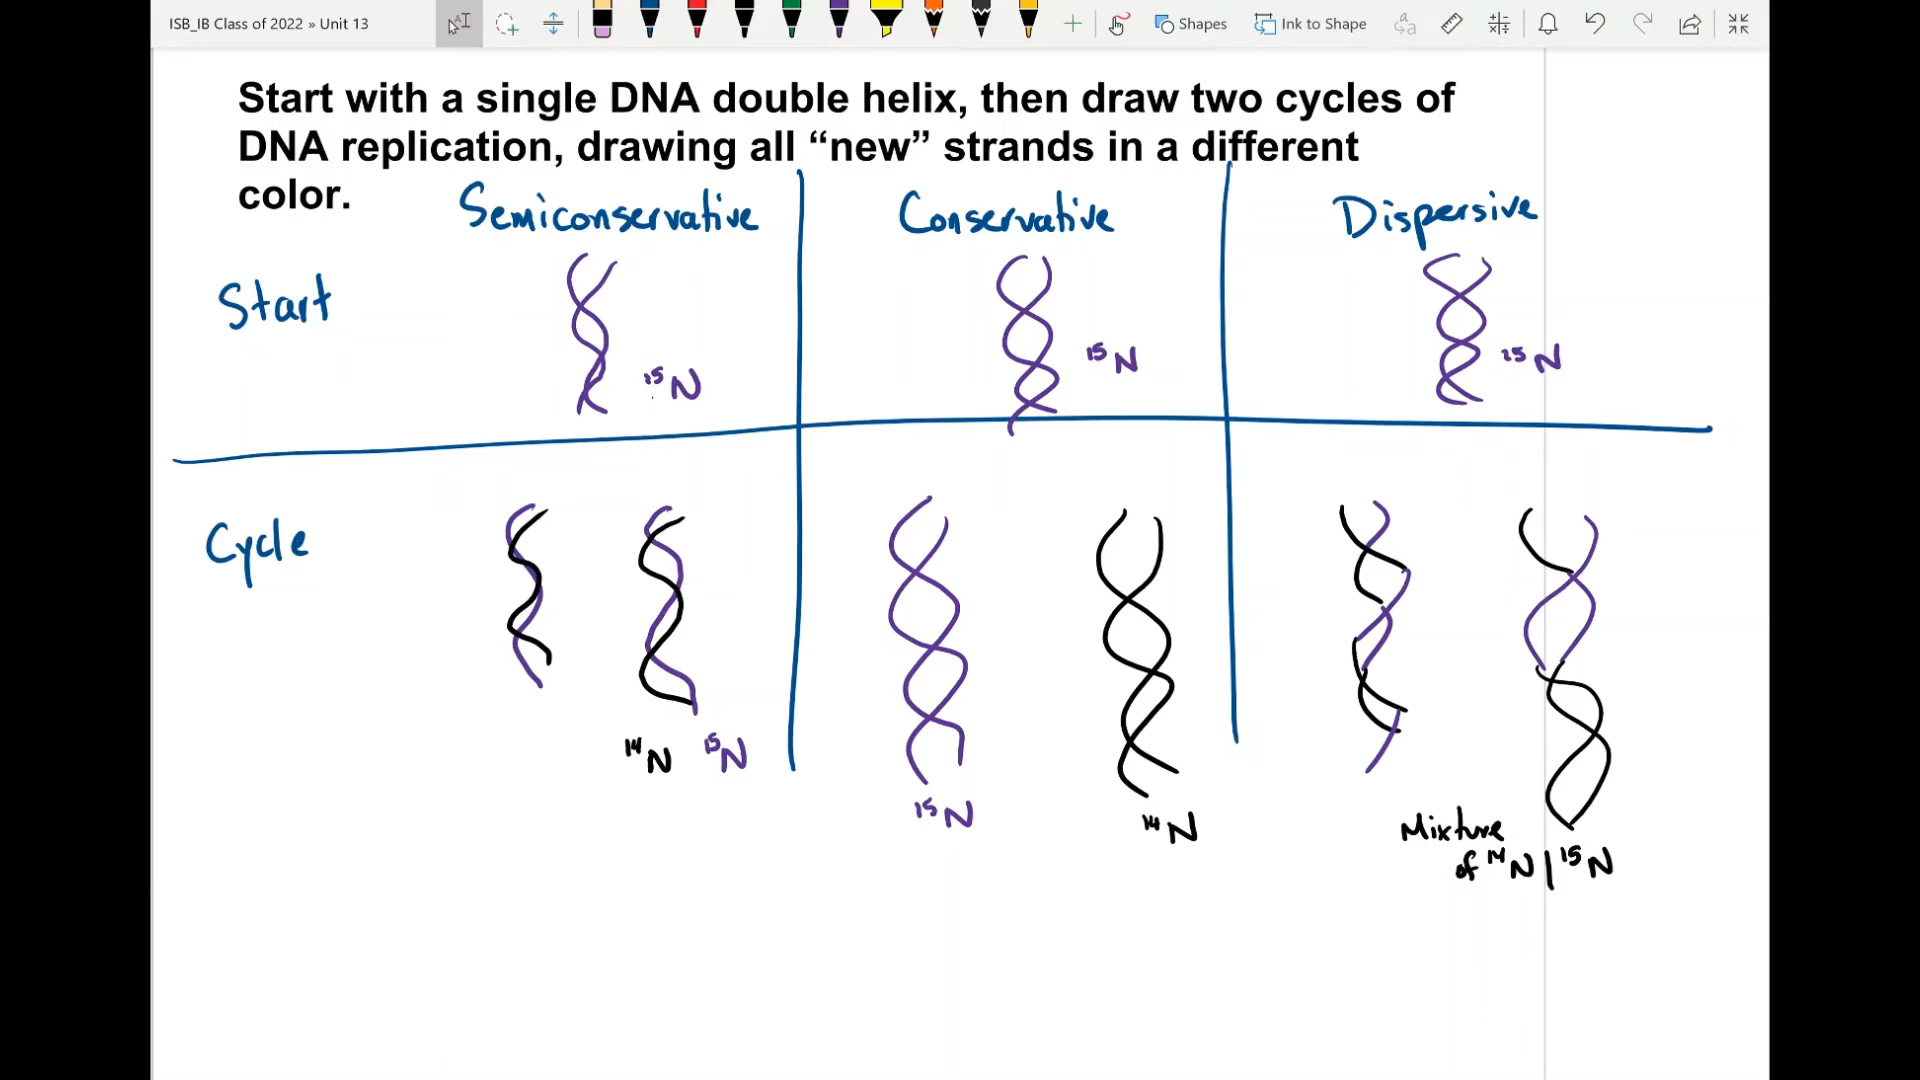 ISB_IB Class of 2022 » Unit 13
Shapes
Ink to Shape
Start with a single DNA double helix, then draw two cycles of
DNA replication, drawing all “new” strands in a different
color.
Semiconservative
Conservative
Dispersive
Start
¹⁵N
¹⁵N
¹⁵N
Cycle
¹⁴N ¹⁵N
¹⁵N
¹⁴N
Mixture
of ¹⁴N | ¹⁵N